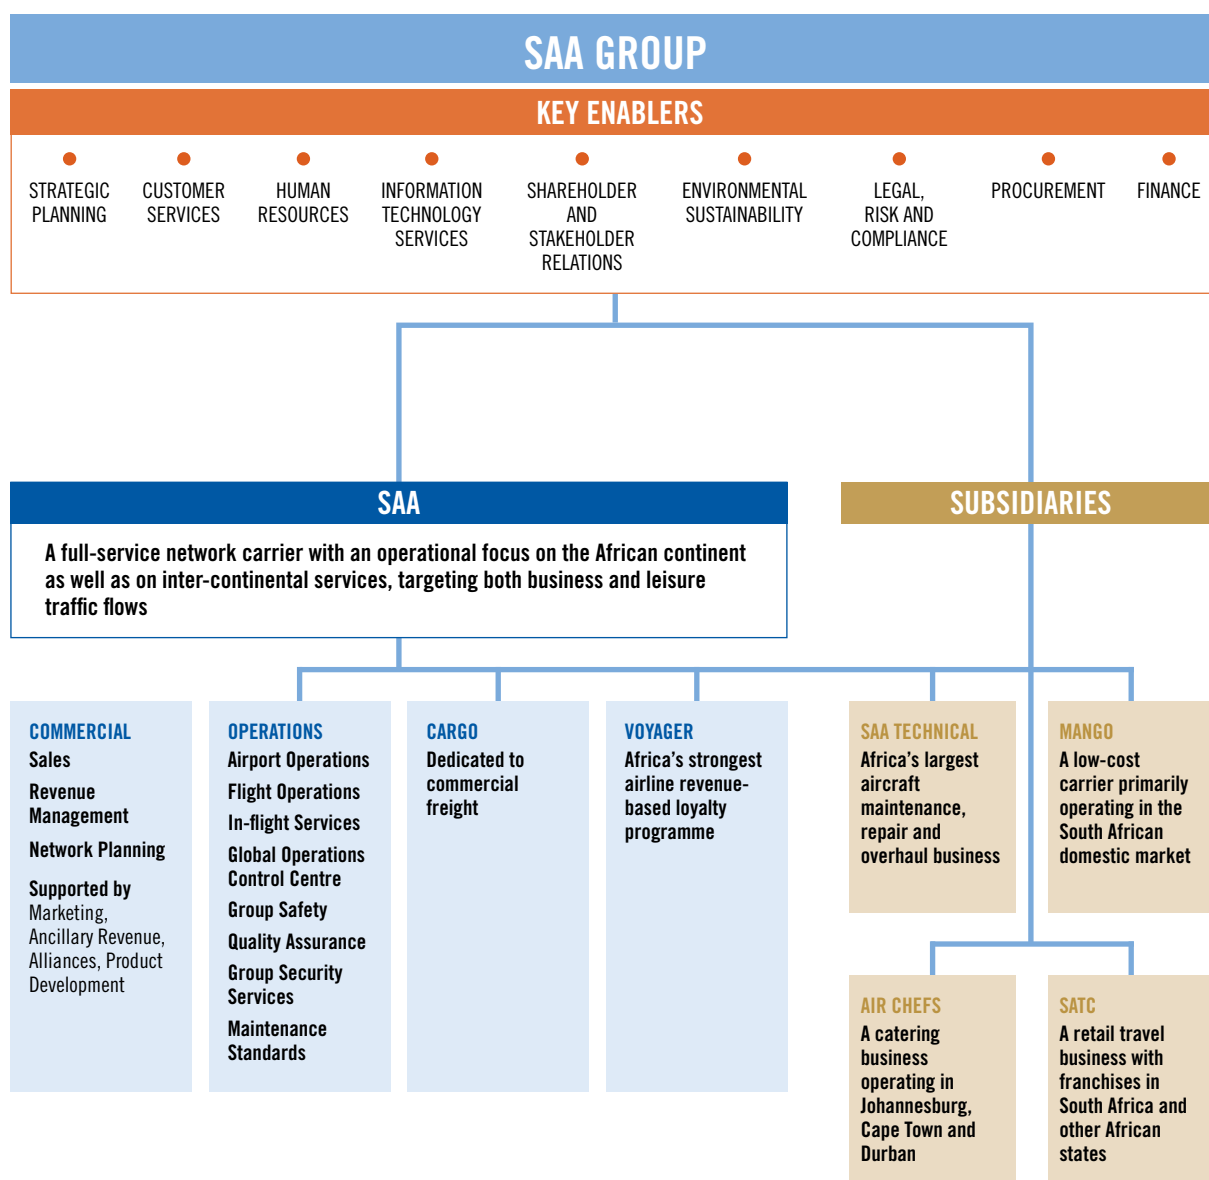 SAA GROUP
KEY ENABLERS
STRATEGIC
PLANNING
CUSTOMER
SERVICES
HUMAN
RESOURCES
INFORMATION
TECHNOLOGY
SERVICES
SHAREHOLDER
AND
STAKEHOLDER
RELATIONS
ENVIRONMENTAL
SUSTAINABILITY
LEGAL,
RISK AND
COMPLIANCE
PROCUREMENT
FINANCE
SAA
A full-service network carrier with an operational focus on the African continent
as well as on inter-continental services, targeting both business and leisure
traffic flows
SUBSIDIARIES
COMMERCIAL
Sales
Revenue
Management
Network Planning
Supported by
Marketing,
Ancillary Revenue,
Alliances, Product
Development
OPERATIONS
Airport Operations
Flight Operations
In-flight Services
Global Operations
Control Centre
Group Safety
Quality Assurance
Group Security
Services
Maintenance
Standards
CARGO
Dedicated to
commercial
freight
VOYAGER
Africa’s strongest
airline revenue-
based loyalty
programme
SAA TECHNICAL
Africa’s largest
aircraft
maintenance,
repair and
overhaul business
MANGO
A low-cost
carrier primarily
operating in the
South African
domestic market
AIR CHEFS
A catering
business
operating in
Johannesburg,
Cape Town and
Durban
SATC
A retail travel
business with
franchises in
South Africa and
other African
states